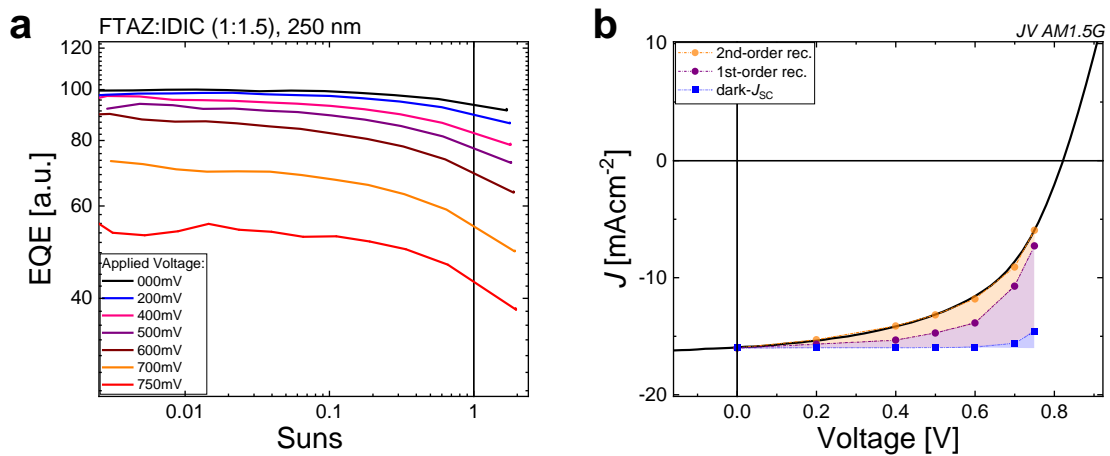 a
FTAZ:IDIC (1:1.5), 250 nm
120
100
80
60
40
EQE [a.u.]
Applied Voltage:
000mV
200mV
400mV
500mV
600mV
700mV
750mV
0.01
0.1
1
Suns
b
JV AM1.5G
10
0
-10
-20
J [mAcm-2]
2nd-order rec.
1st-order rec.
dark-JSC
0.0
0.2
0.4
0.6
0.8
Voltage [V]